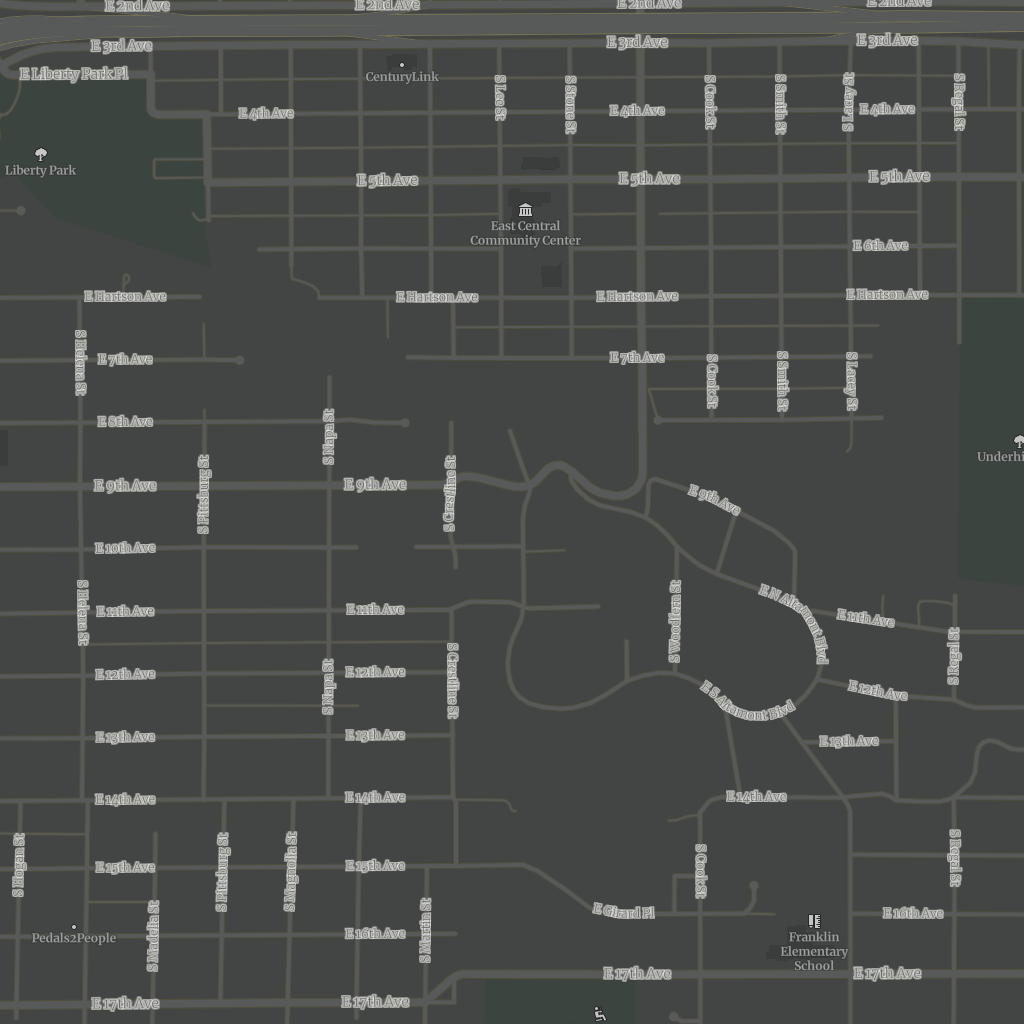 E 2nd Ave
E 2nd Ave
E 2nd Ave
E 2nd Ave
E 3rd Ave
E 3rd Ave
E 3rd Ave
E Liberty Park Pl
CenturyLink
S Lee St
S Stone St
S Cook St
S Smith St
S Lacey St
S Regal St
E 4th Ave
E 4th Ave
E 4th Ave
Liberty Park
E 5th Ave
E 5th Ave
E 5th Ave
East Central
Community Center
E 6th Ave
E Hartson Ave
E Hartson Ave
E Hartson Ave
E Hartson Ave
S Helena St
E 7th Ave
E 7th Ave
S Cook St
S Smith St
S Lacey St
E 8th Ave
S Napa St
Underhi
S Pittsburg St
S Crestline St
E 9th Ave
E 9th Ave
E 9th Ave
E 10th Ave
S Helena St
E 11th Ave
E 11th Ave
E N Altamont Blvd
E 11th Ave
S Woodfern St
S Regal St
E 12th Ave
S Napa St
E 12th Ave
S Crestline St
E S Altamont Blvd
E 12th Ave
E 13th Ave
E 13th Ave
E 13th Ave
E 14th Ave
E 14th Ave
E 14th Ave
S Hogan St
E 15th Ave
S Pittsburg St
S Magnolia St
E 15th Ave
S Cook St
S Regal St
S Madelia St
S Martin St
E Girard Pl
E 16th Ave
Pedals2People
E 16th Ave
Franklin
Elementary
School
E 17th Ave
E 17th Ave
E 17th Ave
E 17th Ave